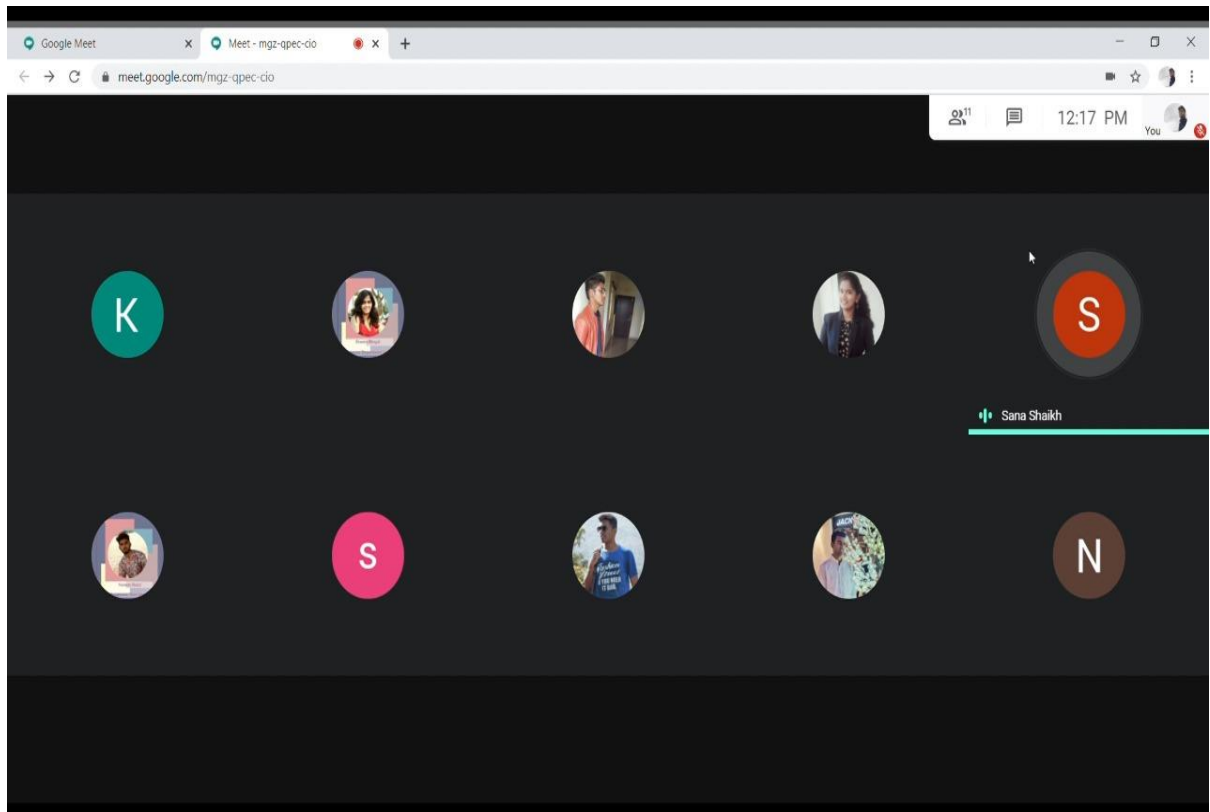 Google Meet
Meet - mgz-qpec-cio
meet.google.com/mgz-qpec-cio
11
12:17 PM
You
K
S
Sana Shaikh
S
JACK
N